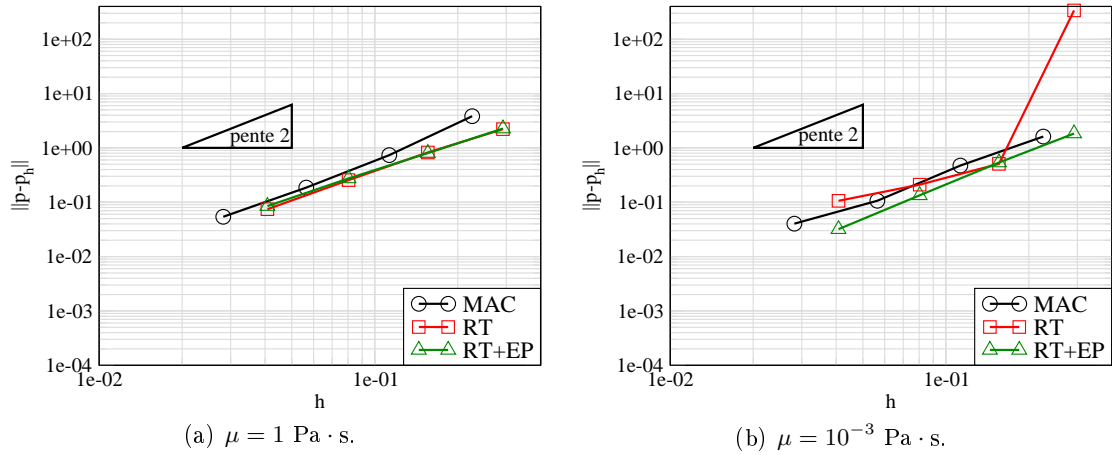 1e+02
1e+01
1e+00
1e-01
1e-02
1e-03
1e-04
||p-p_h||
pente 2
MAC
RT
RT+EP
1e-02
1e-01
h
(a) μ = 1 Pa · s.
1e+02
1e+01
1e+00
1e-01
1e-02
1e-03
1e-04
||p-p_h||
pente 2
MAC
RT
RT+EP
1e-02
1e-01
h
(b) μ = 10⁻³ Pa · s.